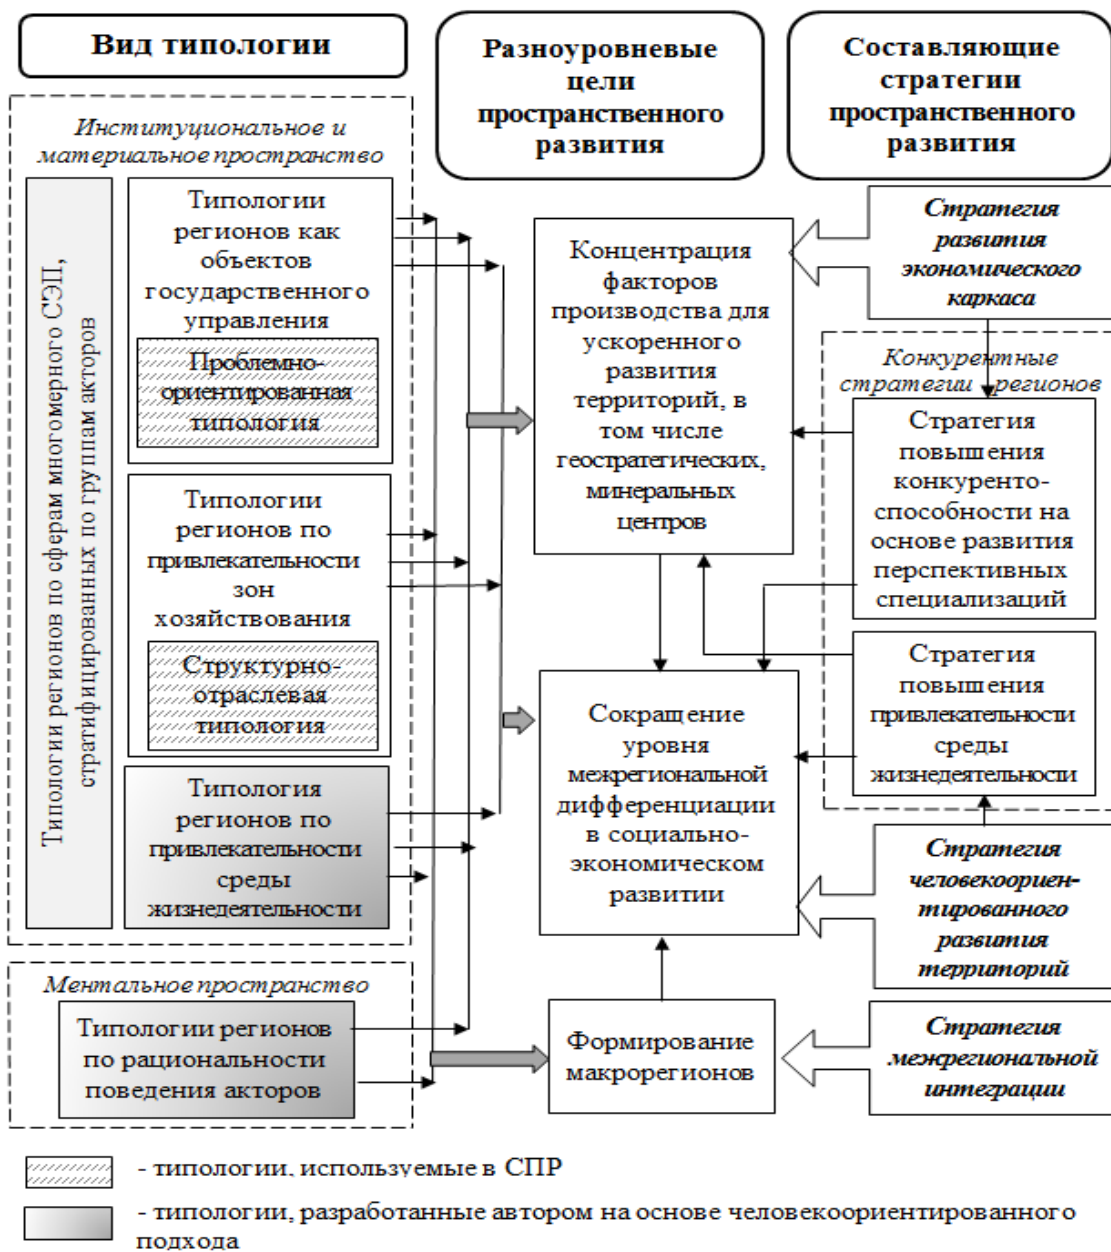 Вид типологии
Разноуровневые
цели
пространственного
развития
Составляющие
стратегии
пространственного
развития
Институциональное и
материальное пространство
Типологии регионов по сферам многомерного СЭП,
стратифицированных по группам акторов
Типологии
регионов как
объектов
государственного
управления
Проблемно-
ориентированная
типология
Типологии
регионов по
привлекательности
зон
хозяйствования
Структурно-
отраслевая
типология
Типология
регионов по
привлекательности
среды
жизнедеятельности
Ментальное пространство
Типологии регионов
по рациональности
поведения акторов
Концентрация
факторов
производства для
ускоренного
развития
территорий, в
том числе
геостратегических,
минеральных
центров
Сокращение
уровня
межрегиональной
дифференциации
в социально-
экономическом
развитии
Формирование
макрорегионов
Стратегия
развития
экономического
каркаса
Конкурентные
стратегии регионов
Стратегия
повышения
конкуренто-
способности на
основе развития
перспективных
специализаций
Стратегия
повышения
привлекательности
среды
жизнедеятельности
Стратегия
человекоориен-
тированного
развития
территорий
Стратегия
межрегиональной
интеграции
- типологии, используемые в СПР
- типологии, разработанные автором на основе человекоориентированного
подхода